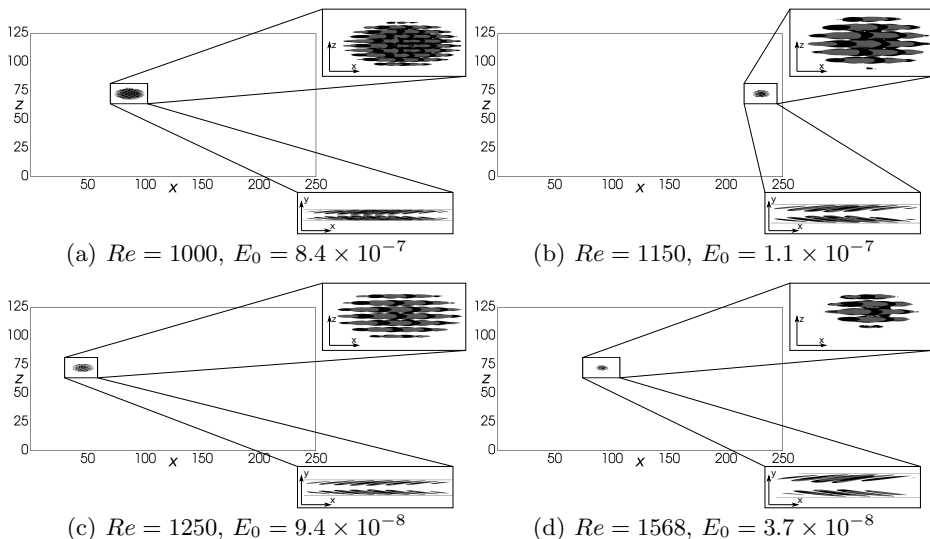 125
100
75
z
50
25
0
50 100 150 200 250
x
z
x
y
x
(a) Re = 1000, E₀ = 8.4 × 10⁻⁷
125
100
75
z
50
25
0
50 100 150 200 250
x
z
x
y
x
(b) Re = 1150, E₀ = 1.1 × 10⁻⁷
125
100
75
z
50
25
0
50 100 150 200 250
x
z
x
y
x
(c) Re = 1250, E₀ = 9.4 × 10⁻⁸
125
100
75
z
50
25
0
50 100 150 200 250
x
z
x
y
x
(d) Re = 1568, E₀ = 3.7 × 10⁻⁸